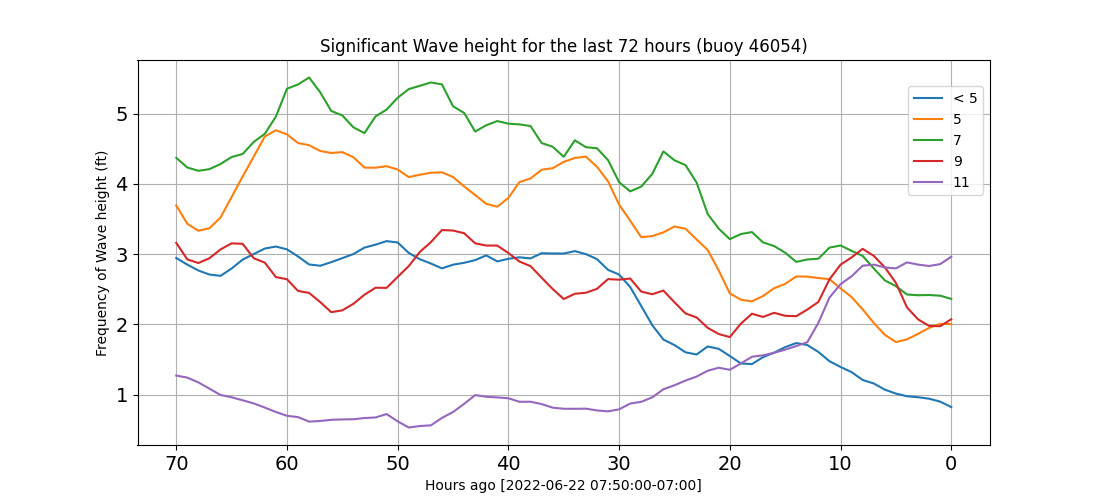 Significant Wave height for the last 72 hours (buoy 46054)
Frequency of Wave height (ft)
5
4
3
2
1
< 5
5
7
9
11
70 60 50 40 30 20 10 0
Hours ago [2022-06-22 07:50:00-07:00]